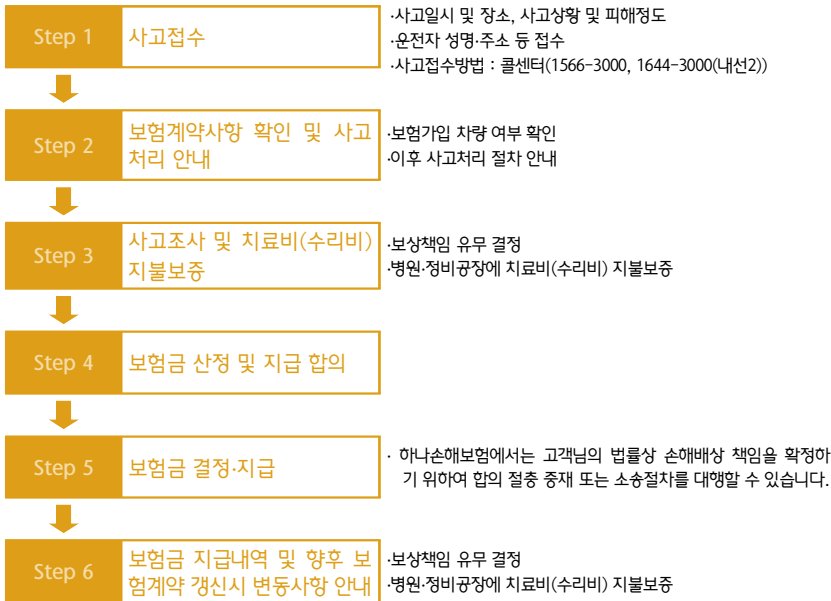 Step 1
사고접수
·사고일시 및 장소, 사고상황 및 피해정도
·운전자 성명·주소 등 접수
·사고접수방법 : 콜센터(1566-3000, 1644-3000(내선2))
Step 2
보험계약사항 확인 및 사고
처리 안내
·보험가입 차량 여부 확인
·이후 사고처리 절차 안내
Step 3
사고조사 및 치료비(수리비)
지불보증
·보상책임 유무 결정
·병원·정비공장에 치료비(수리비) 지불보증
Step 4
보험금 산정 및 지급 합의
Step 5
보험금 결정·지급
· 하나손해보험에서는 고객님의 법률상 손해배상 책임을 확정하
기 위하여 합의 절충 중재 또는 소송절차를 대행할 수 있습니다.
Step 6
보험금 지급내역 및 향후 보
험계약 갱신시 변동사항 안내
·보상책임 유무 결정
·병원·정비공장에 치료비(수리비) 지불보증